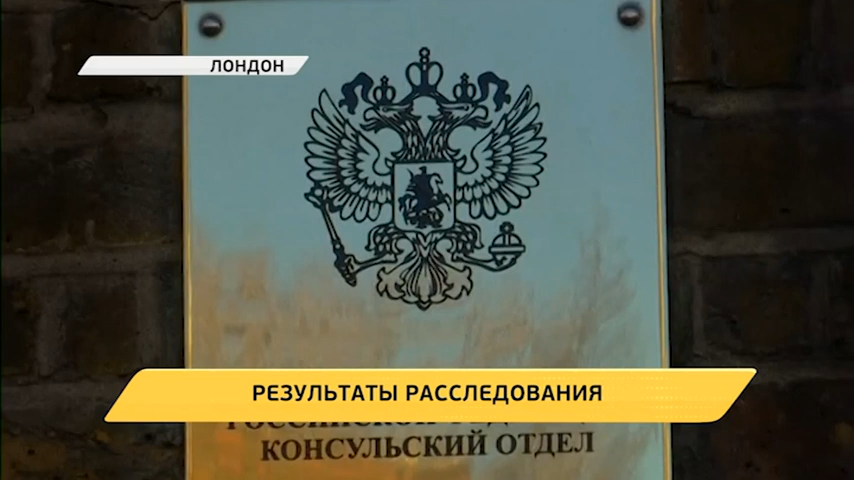 ЛОНДОН
РЕЗУЛЬТАТЫ РАССЛЕДОВАНИЯ
КОНСУЛЬСКИЙ ОТДЕЛ